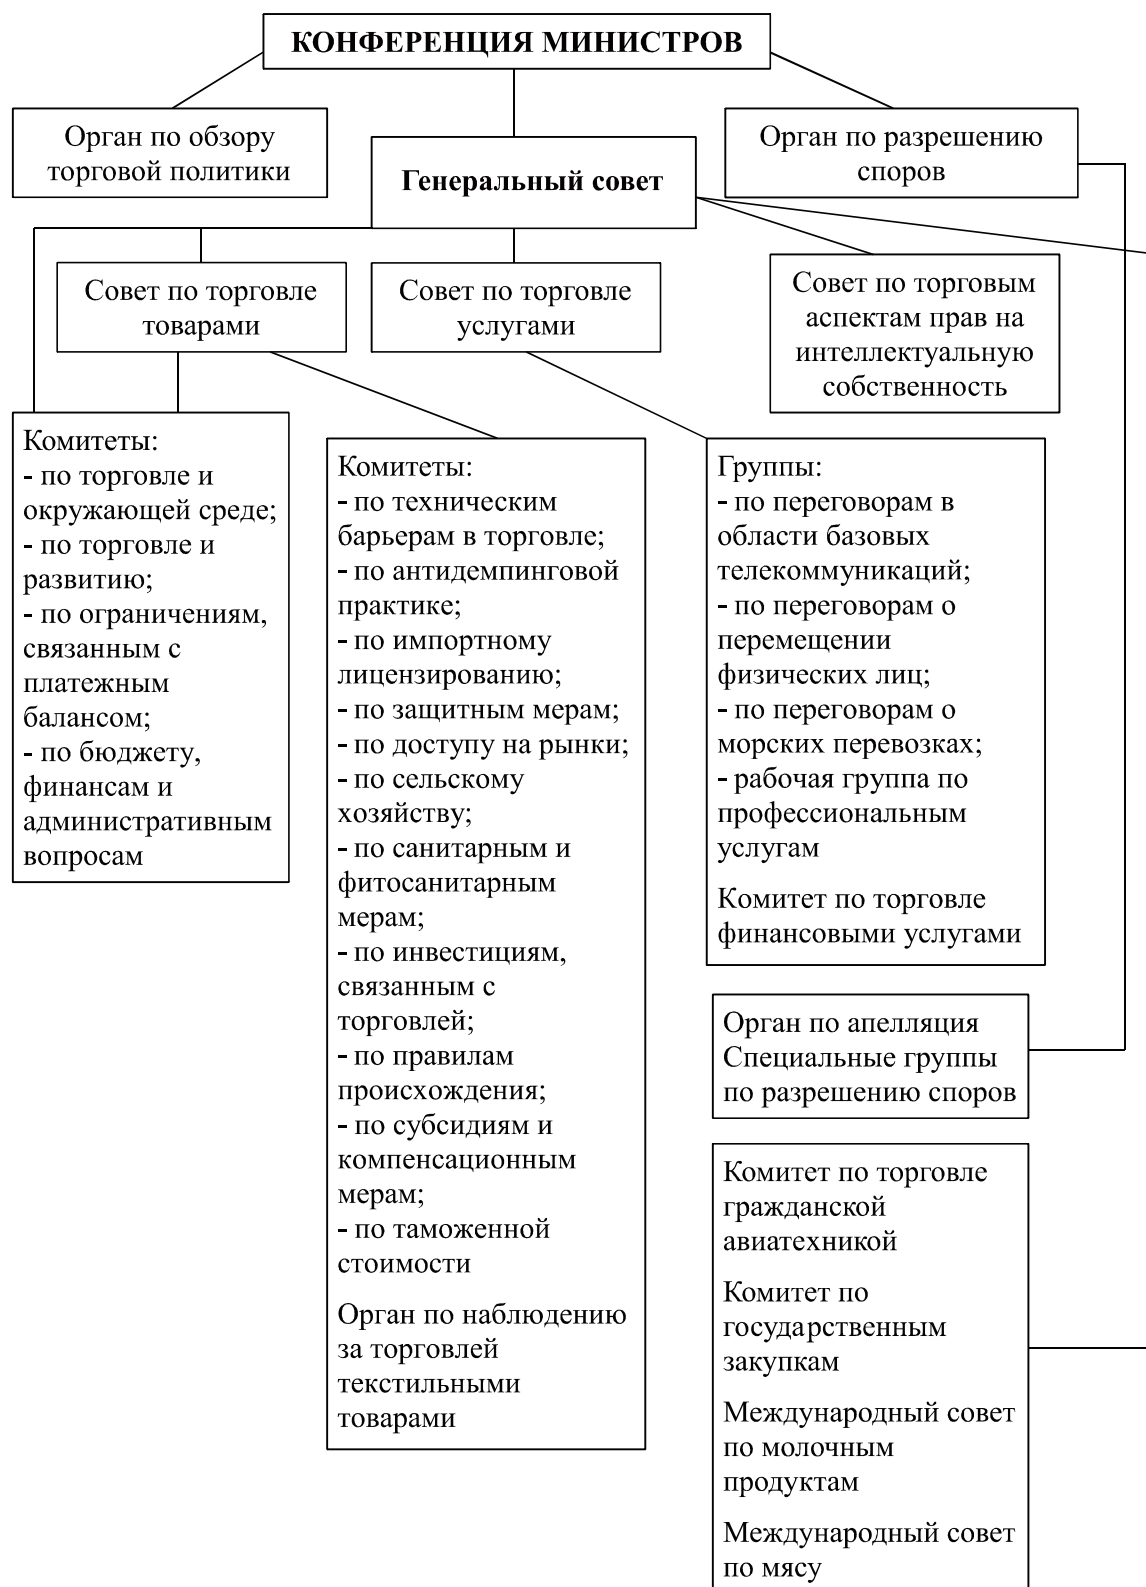 КОНФЕРЕНЦИЯ МИНИСТРОВ
Орган по обзору
торговой политики
Генеральный совет
Орган по разрешению
споров
Совет по торговле
товарами
Совет по торговле
услугами
Совет по торговым
аспектам прав на
интеллектуальную
собственность
Комитеты:
- по торговле и
окружающей среде;
- по торговле и
развитию;
- по ограничениям,
связанным с
платежным
балансом;
- по бюджету,
финансам и
административным
вопросам
Комитеты:
- по техническим
барьерам в торговле;
- по антидемпинговой
практике;
- по импортному
лицензированию;
- по защитным мерам;
- по доступу на рынки;
- по сельскому
хозяйству;
- по санитарным и
фитосанитарным
мерам;
- по инвестициям,
связанным с
торговлей;
- по правилам
происхождения;
- по субсидиям и
компенсационным
мерам;
- по таможенной
стоимости
Орган по наблюдению
за торговлей
текстильными
товарами
Группы:
- по переговорам в
области базовых
телекоммуникаций;
- по переговорам о
перемещении
физических лиц;
- по переговорам о
морских перевозках;
- рабочая группа по
профессиональным
услугам
Комитет по торговле
финансовыми услугами
Орган по апелляция
Специальные группы
по разрешению споров
Комитет по торговле
гражданской
авиатехникой
Комитет по
государственным
закупкам
Международный совет
по молочным
продуктам
Международный совет
по мясу